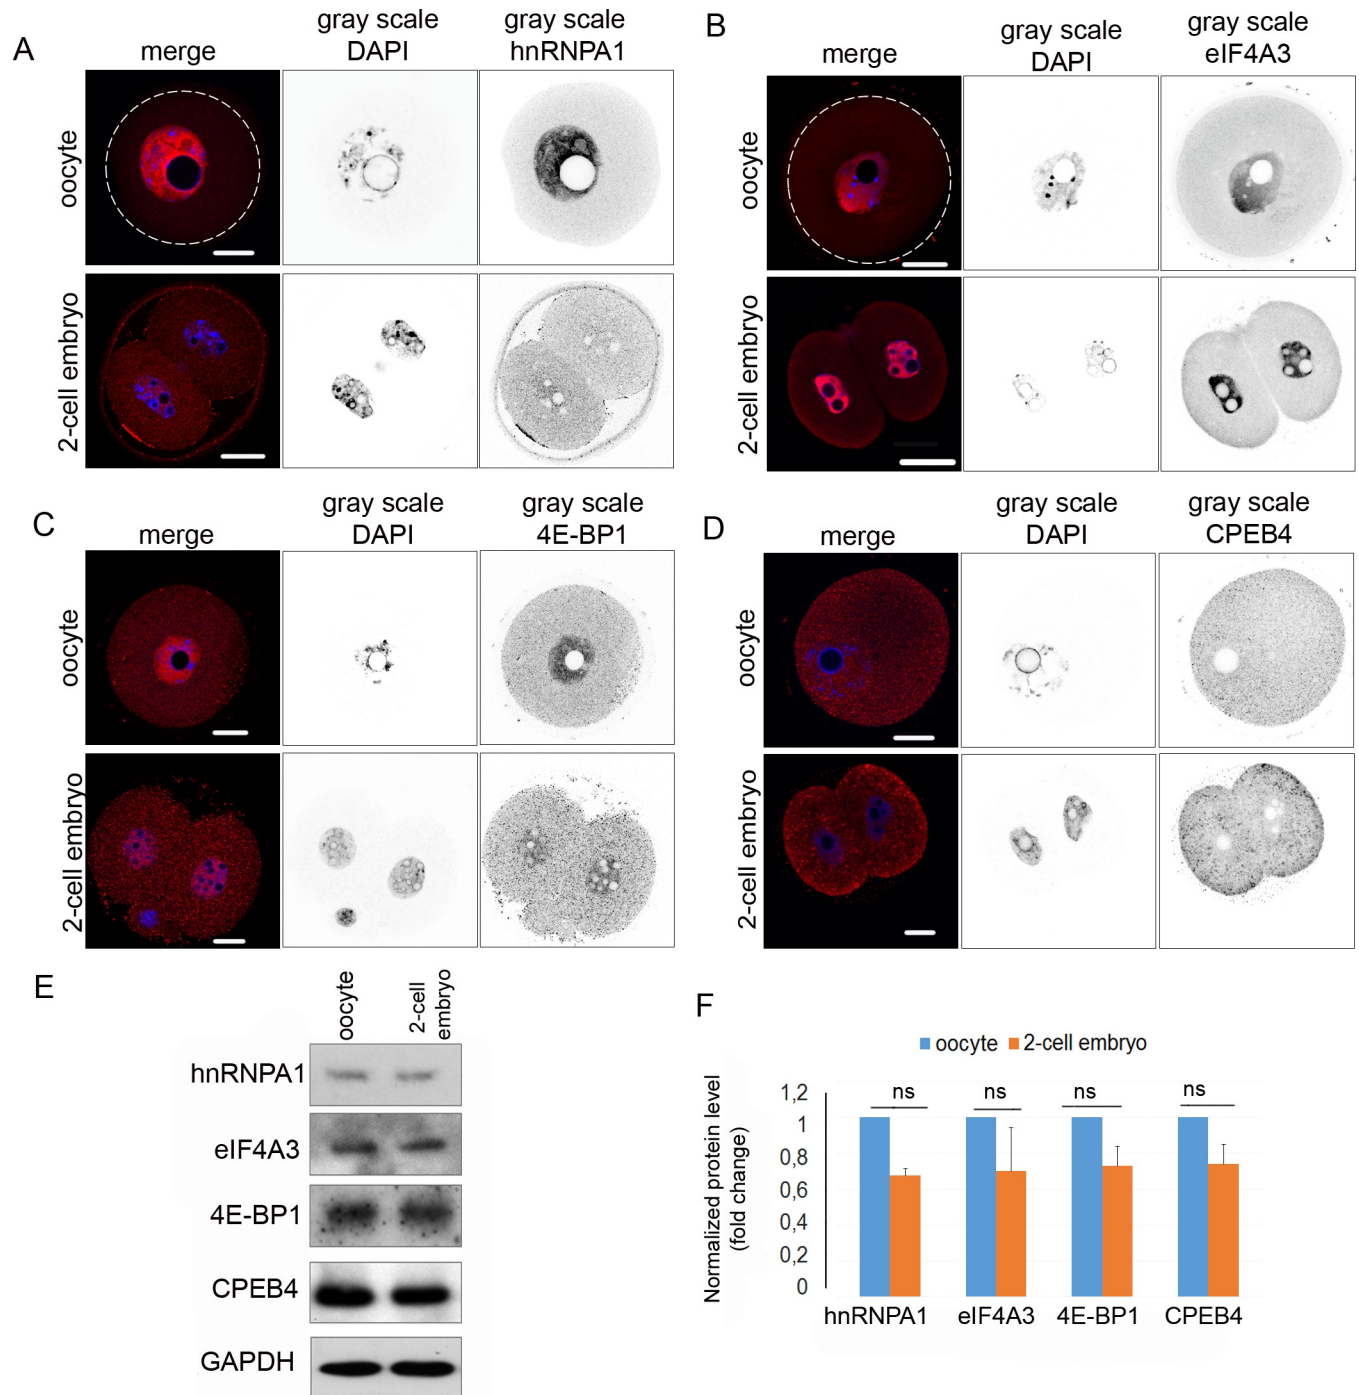 A
merge
gray scale
DAPI
gray scale
hnRNPA1
oocyte
2-cell embryo
B
merge
gray scale
DAPI
gray scale
eIF4A3
oocyte
2-cell embryo
C
merge
gray scale
DAPI
gray scale
4E-BP1
oocyte
2-cell embryo
D
merge
gray scale
DAPI
gray scale
CPEB4
oocyte
2-cell embryo
E
oocyte
2-cell
embryo
hnRNPA1
eIF4A3
4E-BP1
CPEB4
GAPDH
F
oocyte
2-cell embryo
Normalized protein level
(fold change)
1,2
1
0,8
0,6
0,4
0,2
0
ns
ns
ns
ns
hnRNPA1
eIF4A3
4E-BP1
CPEB4